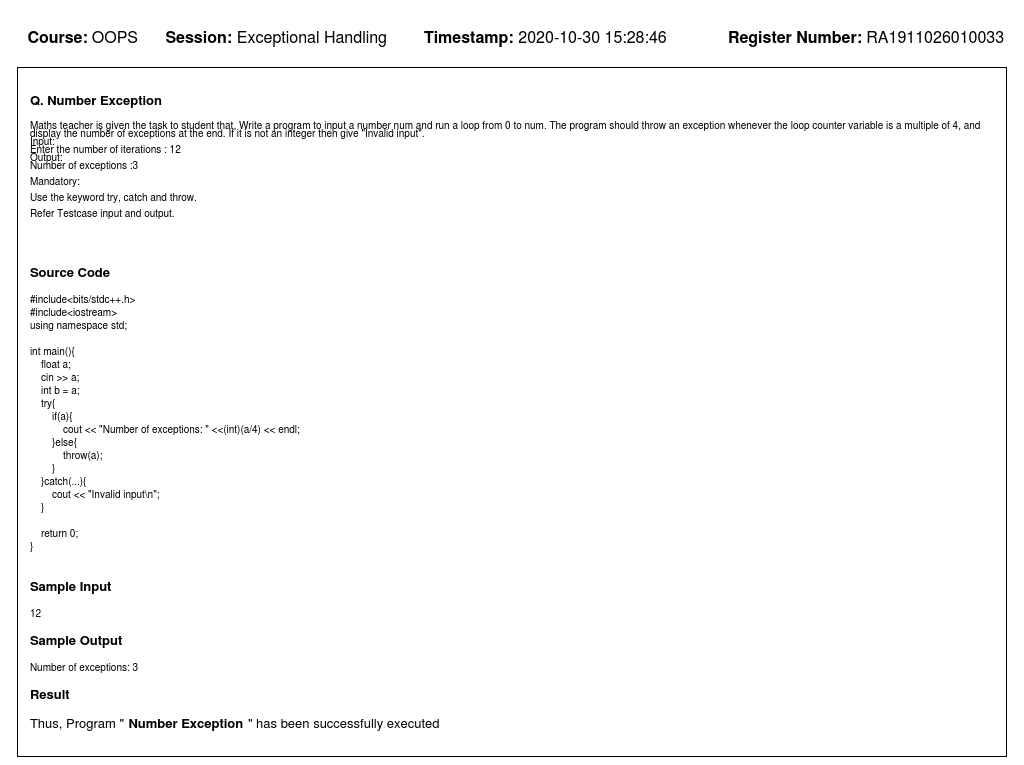 Course: OOPS Session: Exceptional Handling Timestamp: 2020-10-30 15:28:46 Register Number: RA1911026010033
Q. Number Exception
Maths teacher is given the task to student that, Write a program to input a number num and run a loop from 0 to num. The program should throw an exception whenever the loop counter variable is a multiple of 4, and
display the number of exceptions at the end. If it is not an integer then give "Invalid input".
Input:
Enter the number of iterations : 12
Output:
Number of exceptions :3
Mandatory:
Use the keyword try, catch and throw.
Refer Testcase input and output.
Source Code
#include<bits/stdc++.h>
#include<iostream>
using namespace std;
int main(){
float a;
cin >> a;
int b = a;
try{
if(a){
cout << "Number of exceptions: " <<(int)(a/4) << endl;
}else{
throw(a);
}
}catch(...){
cout << "Invalid input\n";
}
return 0;
}
Sample Input
12
Sample Output
Number of exceptions: 3
Result
Thus, Program " Number Exception " has been successfully executed